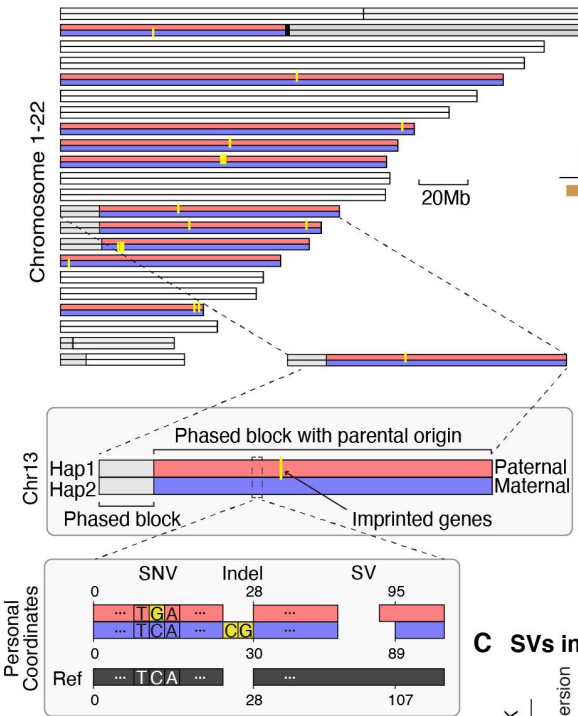 Chromosome 1-22
20Mb
Phased block with parental origin
Chr13
Hap1
Paternal
Hap2
Maternal
Phased block
Imprinted genes
SNV Indel SV
Personal
Coordinates
0 28 95
... T G A ... ...
... T C A ... C G
0 30 89
Ref ... T C A ... ...
0 28 107
C SVs in
ersion